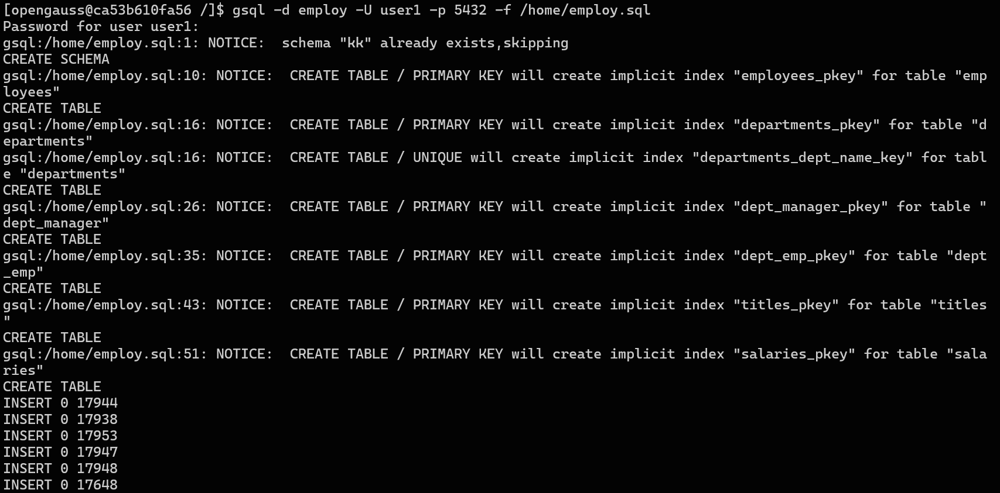 [opengauss@ca53b610fa56 /]$ gsql -d employ -U user1 -p 5432 -f /home/employ.sql
Password for user user1:
gsql:/home/employ.sql:1: NOTICE:  schema "kk" already exists,skipping
CREATE SCHEMA
gsql:/home/employ.sql:10: NOTICE:  CREATE TABLE / PRIMARY KEY will create implicit index "employees_pkey" for table "emp
loyees"
CREATE TABLE
gsql:/home/employ.sql:16: NOTICE:  CREATE TABLE / PRIMARY KEY will create implicit index "departments_pkey" for table "d
epartments"
gsql:/home/employ.sql:16: NOTICE:  CREATE TABLE / UNIQUE will create implicit index "departments_dept_name_key" for tabl
e "departments"
CREATE TABLE
gsql:/home/employ.sql:26: NOTICE:  CREATE TABLE / PRIMARY KEY will create implicit index "dept_manager_pkey" for table "
dept_manager"
CREATE TABLE
gsql:/home/employ.sql:35: NOTICE:  CREATE TABLE / PRIMARY KEY will create implicit index "dept_emp_pkey" for table "dept
_emp"
CREATE TABLE
gsql:/home/employ.sql:43: NOTICE:  CREATE TABLE / PRIMARY KEY will create implicit index "titles_pkey" for table "titles
"
CREATE TABLE
gsql:/home/employ.sql:51: NOTICE:  CREATE TABLE / PRIMARY KEY will create implicit index "salaries_pkey" for table "sala
ries"
CREATE TABLE
INSERT 0 17944
INSERT 0 17938
INSERT 0 17953
INSERT 0 17947
INSERT 0 17948
INSERT 0 17648